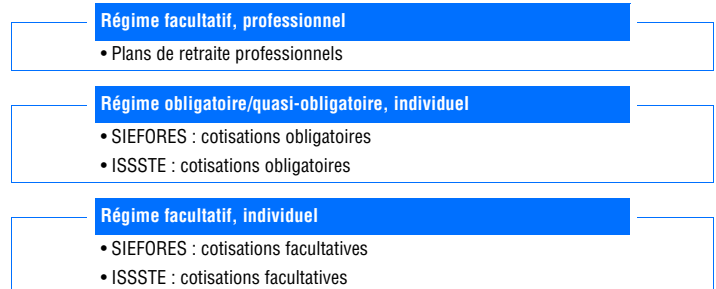 Régime facultatif, professionnel
• Plans de retraite professionnels
Régime obligatoire/quasi-obligatoire, individuel
• SIEFORES : cotisations obligatoires
• ISSSTE : cotisations obligatoires
Régime facultatif, individuel
• SIEFORES : cotisations facultatives
• ISSSTE : cotisations facultatives